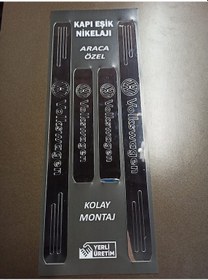 KAPI EŞİK
NİKELAJI
ARACA
ÖZEL
Volkswagen
Volkswagen
Volkswagen
Volkswagen
KOLAY
MONTAJ
YERLİ
ÜRETİM